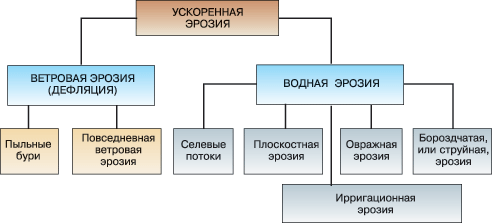 УСКОРЕННАЯ
ЭРОЗИЯ
ВЕТРОВАЯ ЭРОЗИЯ
(ДЕФЛЯЦИЯ)
ВОДНАЯ ЭРОЗИЯ
Пыльные
бури
Повседневная
ветровая
эрозия
Селевые
потоки
Плоскостная
эрозия
Овражная
эрозия
Бороздчатая,
или струйная,
эрозия
Ирригационная
эрозия